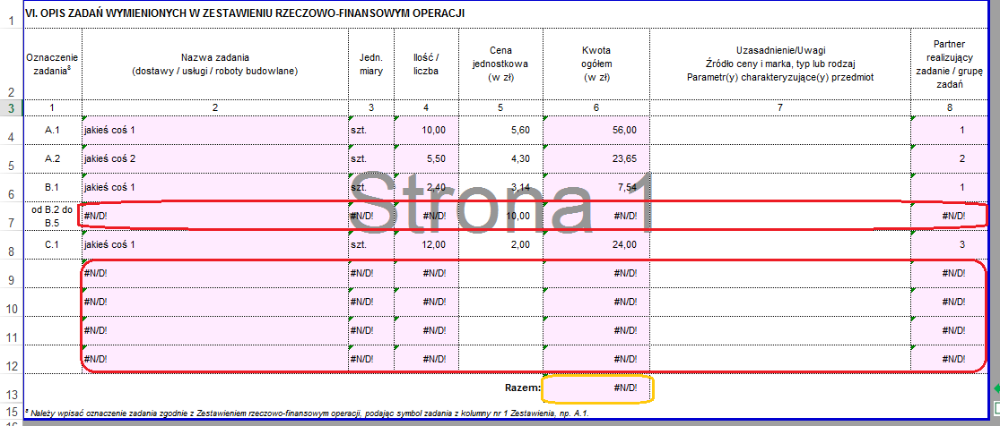 1 VI. OPIS ZADAŃ WYMIENIONYCH W ZESTAWIENIU RZECZOWO-FINANSOWYM OPERACJI
2 Oznaczenie zadania⁸ Nazwa zadania (dostawy / usługi / roboty budowlane) Jedn. miary Ilość / liczba Cena jednostkowa (w zł) Kwota ogółem (w zł) Uzasadnienie/Uwagi Źródło ceny i marka, typ lub rodzaj Parametr(y) charakteryzujące(y) przedmiot Partner realizujący zadanie / grupę zadań
3 1 2 3 4 5 6 7 8
4 A.1 jakieś coś 1 szt. 10,00 5,60 56,00 1
5 A.2 jakieś coś 2 szt. 5,50 4,30 23,65 2
6 B.1 jakieś coś 1 szt. 2,40 3,14 7,54 1
Strona 1
7 od B.2 do B.5 #N/D! #N/D! #N/D! 10,00 #N/D! #N/D!
8 C.1 jakieś coś 1 szt. 12,00 2,00 24,00 3
9 #N/D! #N/D! #N/D! #N/D! #N/D!
10 #N/D! #N/D! #N/D! #N/D! #N/D!
11 #N/D! #N/D! #N/D! #N/D! #N/D!
12 #N/D! #N/D! #N/D! #N/D! #N/D!
13 Razem: #N/D!
15 ⁸ Należy wpisać oznaczenie zadania zgodnie z Zestawieniem rzeczowo-finansowym operacji, podając symbol zadania z kolumny nr 1 Zestawienia, np. A.1.
16